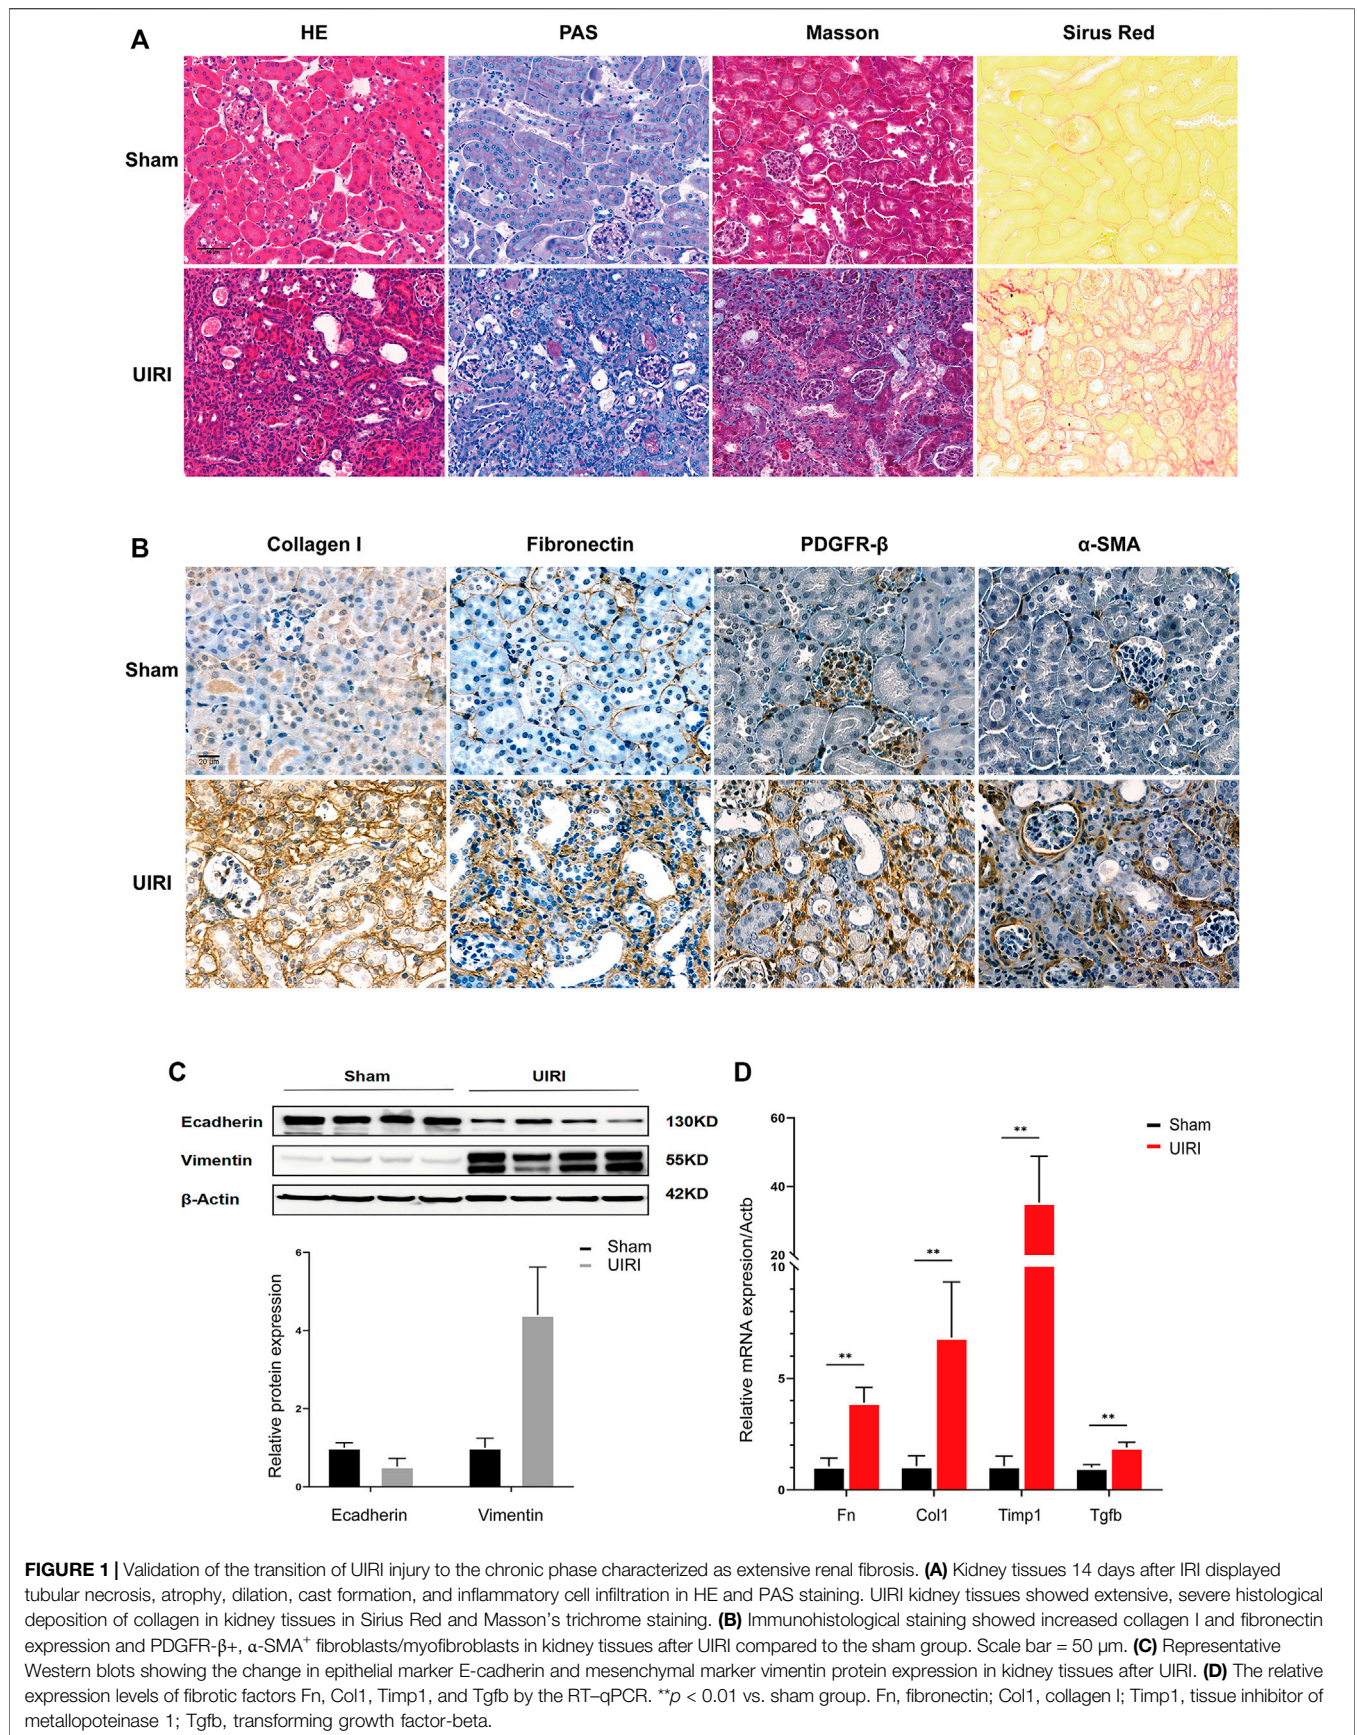 A
HE PAS Masson Sirus Red
Sham
UIRI
B
Collagen I Fibronectin PDGFR-β α-SMA
Sham
20 μm
UIRI
C
Sham UIRI
Ecadherin 130KD
Vimentin 55KD
β-Actin 42KD
Sham
UIRI
Relative protein expression
6
4
2
0
Ecadherin Vimentin
D
Sham
UIRI
Relative mRNA expresion/Actb
60
40
20
10
5
0
**
**
**
**
Fn Col1 Timp1 Tgfb
FIGURE 1 | Validation of the transition of UIRI injury to the chronic phase characterized as extensive renal fibrosis. (A) Kidney tissues 14 days after IRI displayed
tubular necrosis, atrophy, dilation, cast formation, and inflammatory cell infiltration in HE and PAS staining. UIRI kidney tissues showed extensive, severe histological
deposition of collagen in kidney tissues in Sirius Red and Masson's trichrome staining. (B) Immunohistological staining showed increased collagen I and fibronectin
expression and PDGFR-β+, α-SMA+ fibroblasts/myofibroblasts in kidney tissues after UIRI compared to the sham group. Scale bar = 50 μm. (C) Representative
Western blots showing the change in epithelial marker E-cadherin and mesenchymal marker vimentin protein expression in kidney tissues after UIRI. (D) The relative
expression levels of fibrotic factors Fn, Col1, Timp1, and Tgfb by the RT–qPCR. **p < 0.01 vs. sham group. Fn, fibronectin; Col1, collagen I; Timp1, tissue inhibitor of
metallopoteinase 1; Tgfb, transforming growth factor-beta.